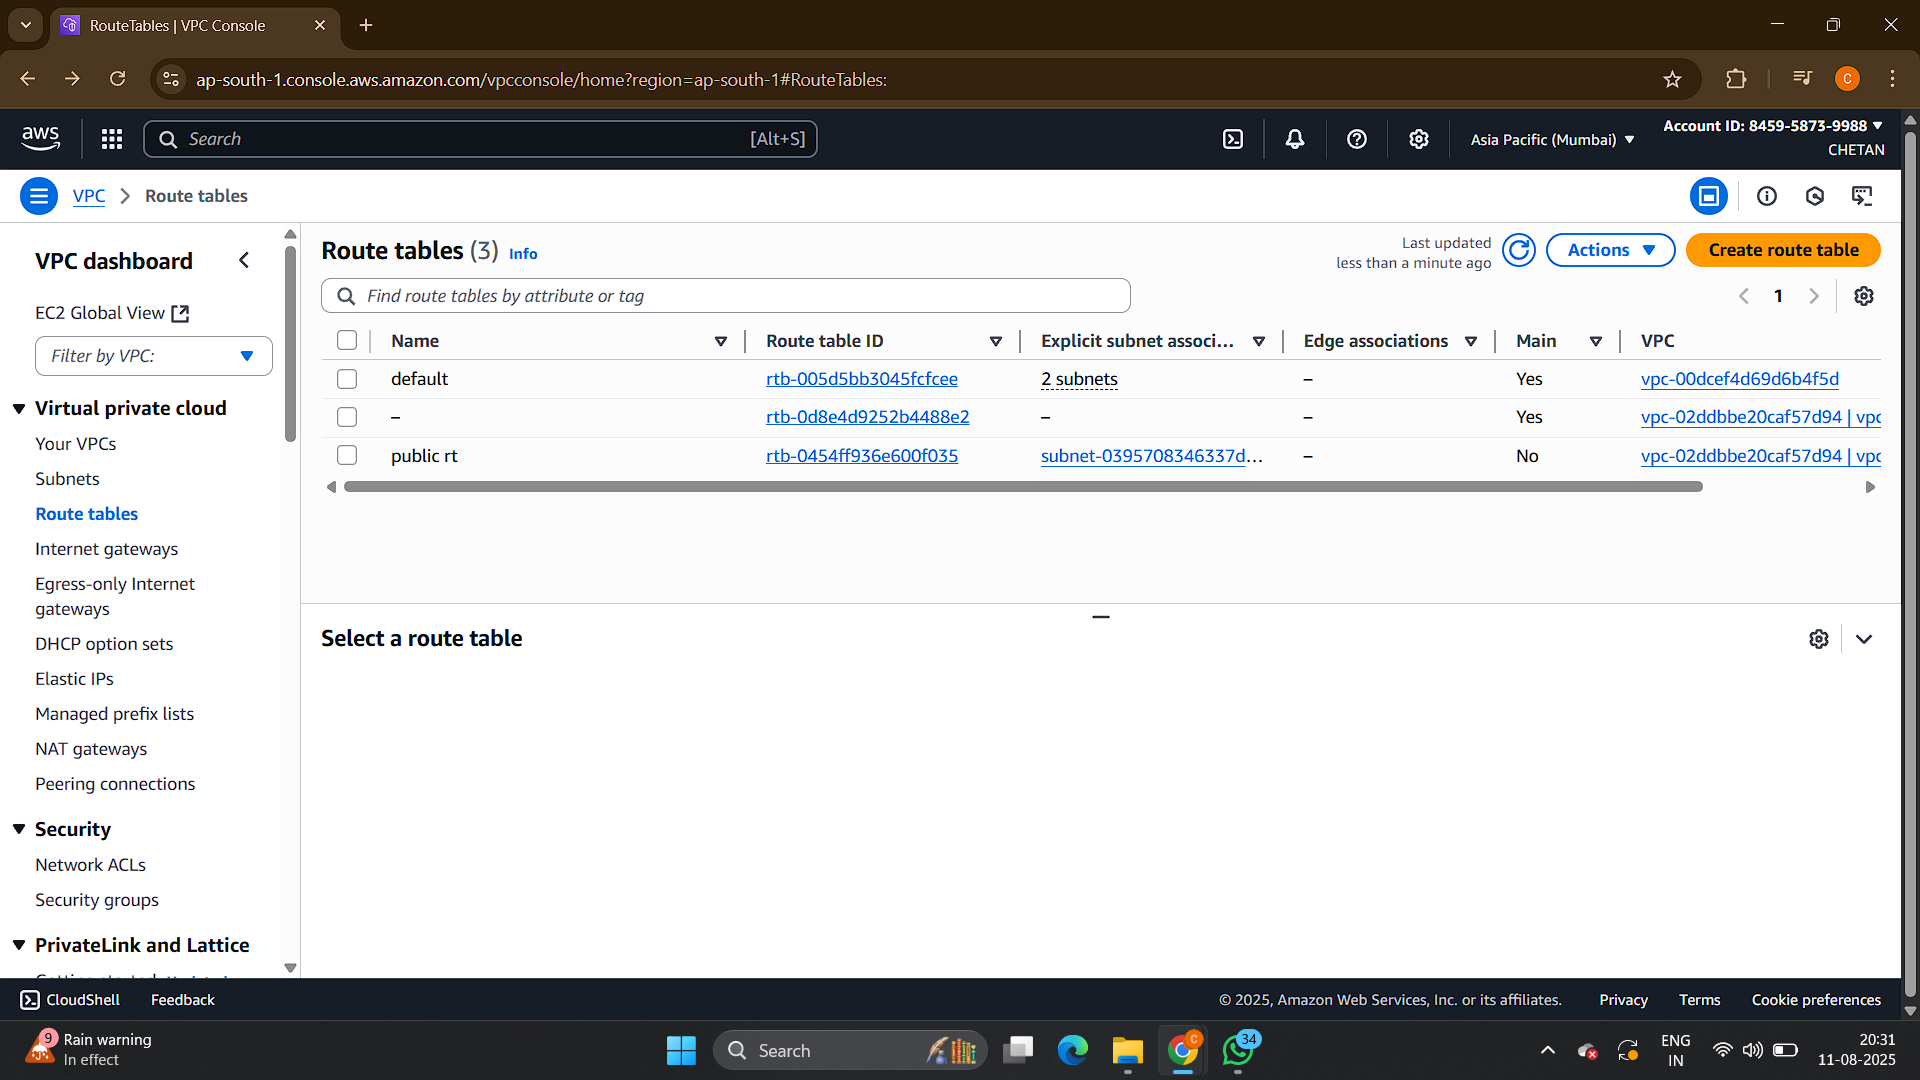 RouteTables | VPC Console
ap-south-1.console.aws.amazon.com/vpcconsole/home?region=ap-south-1#RouteTables:
C
aws
Search
[Alt+S]
Asia Pacific (Mumbai)
Account ID: 8459-5873-9988
CHETAN
VPC
Route tables
VPC dashboard
EC2 Global View
Filter by VPC:
Virtual private cloud
Your VPCs
Subnets
Route tables
Internet gateways
Egress-only Internet
gateways
DHCP option sets
Elastic IPs
Managed prefix lists
NAT gateways
Peering connections
Security
Network ACLs
Security groups
PrivateLink and Lattice
Route tables (3) Info
Last updated
less than a minute ago
Actions
Create route table
Find route tables by attribute or tag
1
Name Route table ID Explicit subnet associ... Edge associations Main VPC
default rtb-005d5bb3045fcfcee 2 subnets – Yes vpc-00dcef4d69d6b4f5d
– rtb-0d8e4d9252b4488e2 – – Yes vpc-02ddbbe20caf57d94 | vpc
public rt rtb-0454ff936e600f035 subnet-0395708346337d... – No vpc-02ddbbe20caf57d94 | vpc
Select a route table
CloudShell
Feedback
© 2025, Amazon Web Services, Inc. or its affiliates.
Privacy
Terms
Cookie preferences
9
Rain warning
In effect
Search
C
34
ENG
IN
20:31
11-08-2025